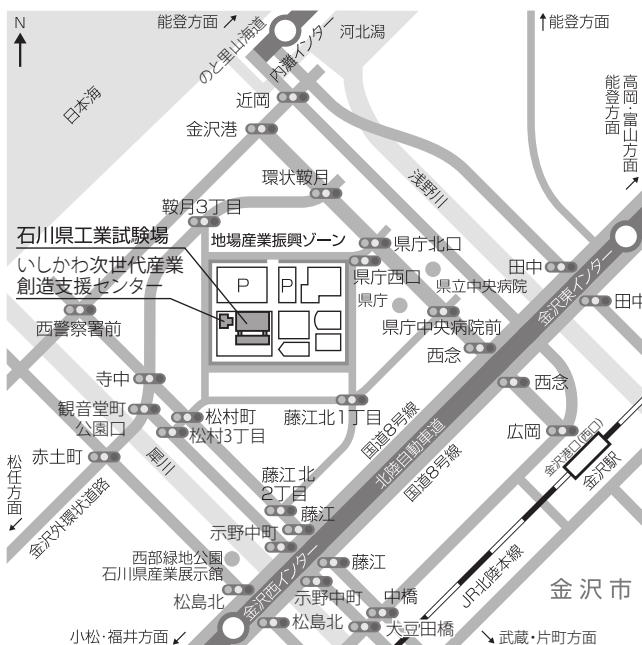 N
能登方面
のと里山海道
内灘インター
河北潟
能登方面
日本海
近岡
金沢港
高岡・富山方面
能登方面
環状鞍月
浅野川
鞍月3丁目
石川県工業試験場
地場産業振興ゾーン
県庁北口
いしかわ次世代産業
創造支援センター
県庁西口
県立中央病院
田中
金沢東インター
P
P
県庁
田中
西警察署前
県庁中央病院前
西念
寺中
西念
観音堂町
公園口
松村町
藤江北1丁目
国道8号線
広岡
松村3丁目
北陸自動車道
金沢港口(西口)
赤土町
犀川
国道8号線
金沢駅
松任方面
金沢外環状道路
藤江北
2丁目
藤江
示野中町
西部緑地公園
石川県産業展示館
金沢西インター
藤江
JR北陸本線
松島北
示野中町
中橋
金沢市
松島北
大豆田橋
小松・福井方面
武蔵・片町方面